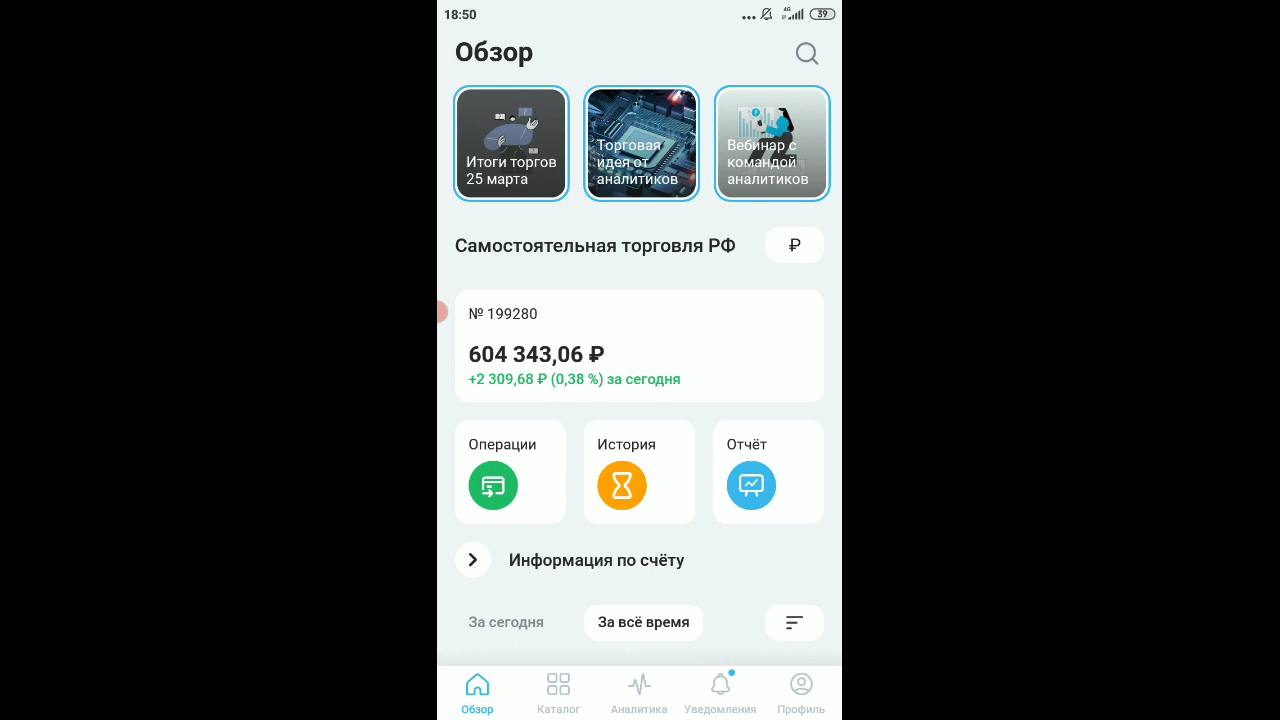 18:50
4G
39
Обзор
Итоги торгов
25 марта
Торговая
идея от
аналитиков
Вебинар с
командой
аналитиков
Самостоятельная торговля РФ
₽
№ 199280
604 343,06 ₽
+2 309,68 ₽ (0,38 %) за сегодня
Операции
История
Отчёт
Информация по счёту
За сегодня
За всё время
Обзор
Каталог
Аналитика
Уведомления
Профиль